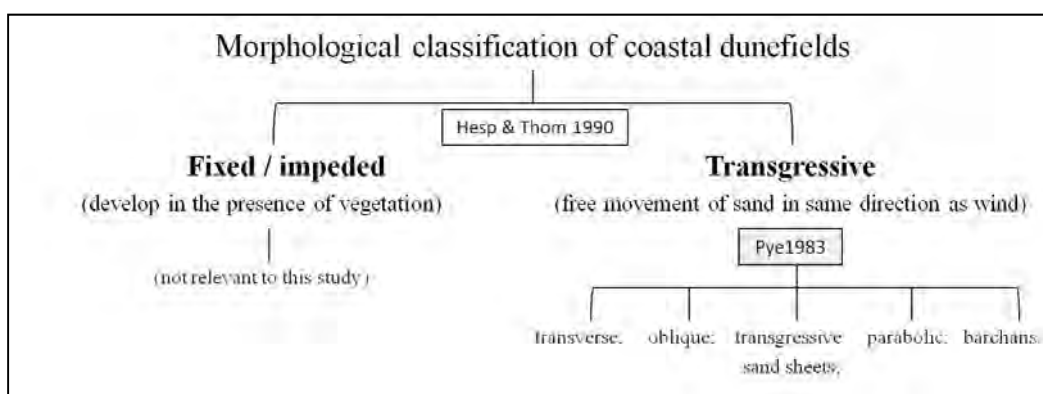 Morphological classification of coastal dunefields
Hesp & Thom 1990
Fixed / impeded
(develop in the presence of vegetation)
(not relevant to this study)
Transgressive
(free movement of sand in same direction as wind)
Pye1983
transverse, oblique, transgressive parabolic, barchans
sand sheets,